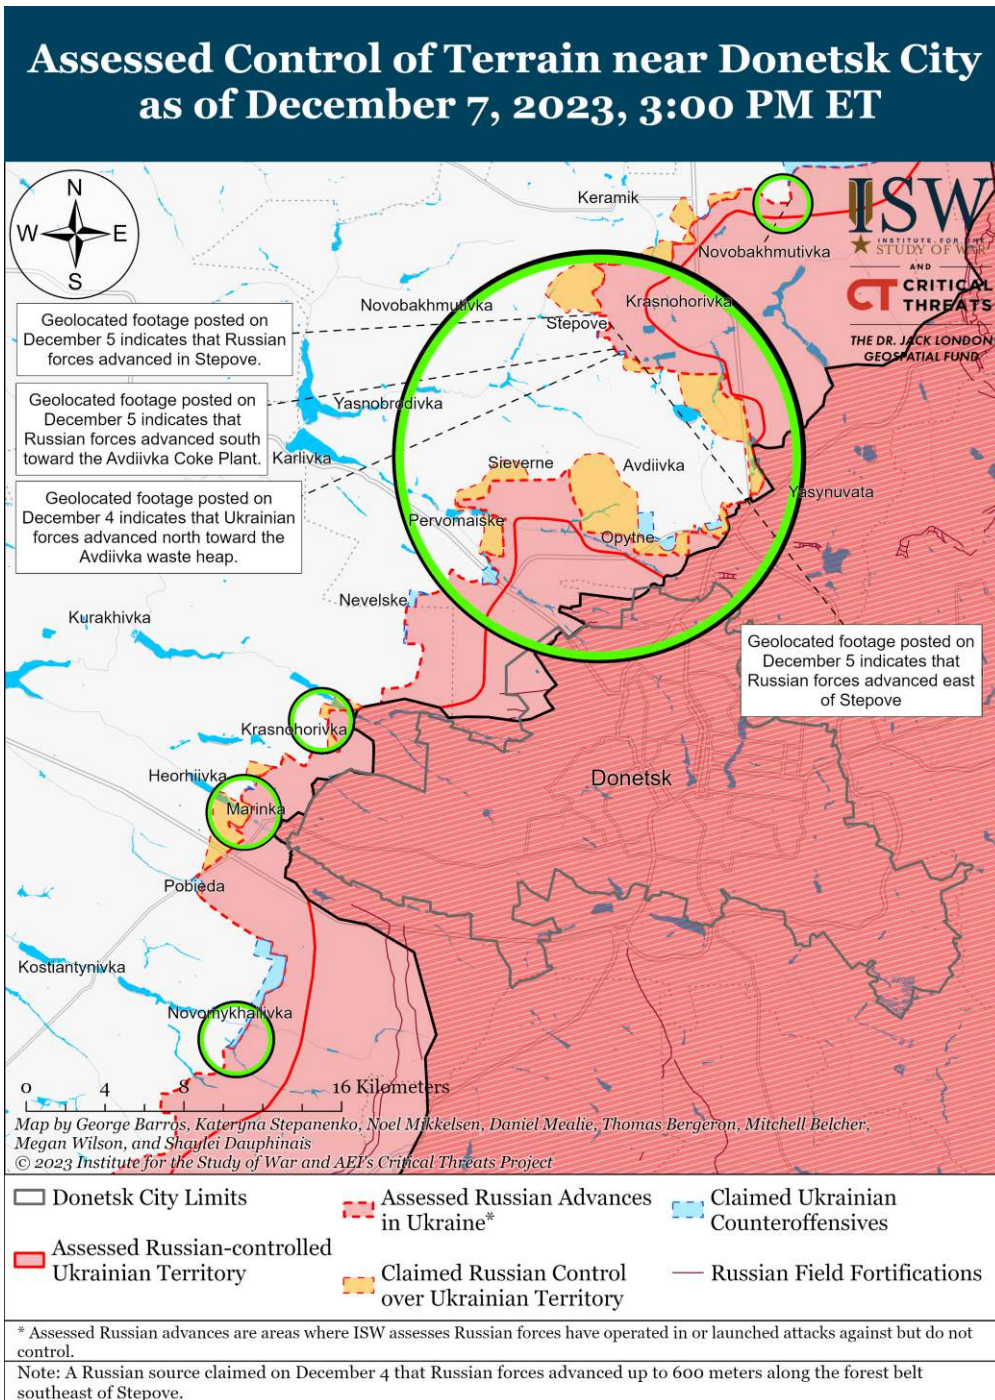 Assessed Control of Terrain near Donetsk City
as of December 7, 2023, 3:00 PM ET
N
W
E
S
Keramik
ISW
INSTITUTE FOR THE
STUDY OF WAR
AND
CT CRITICAL
THREATS
THE DR. JACK LONDON
GEOSPATIAL FUND
Novobakhmutivka
Novobakhmutivka
Krasnohorivka
Stepove
Geolocated footage posted on
December 5 indicates that Russian
forces advanced in Stepove.
Geolocated footage posted on
December 5 indicates that
Russian forces advanced south
toward the Avdiivka Coke Plant.
Yasnobrodivka
Karlivka
Sieverne
Avdiivka
Yasynuvata
Geolocated footage posted on
December 4 indicates that Ukrainian
forces advanced north toward the
Avdiivka waste heap.
Pervomaiske
Opytne
Nevelske
Kurakhivka
Geolocated footage posted on
December 5 indicates that
Russian forces advanced east
of Stepove
Krasnohorivka
Heorhiivka
Donetsk
Marinka
Pobieda
Kostiantynivka
Novomykhailivka
0 4 8 16 Kilometers
Map by George Barros, Kateryna Stepanenko, Noel Mikkelsen, Daniel Mealie, Thomas Bergeron, Mitchell Belcher,
Megan Wilson, and Shaylei Dauphinais
© 2023 Institute for the Study of War and AEI's Critical Threats Project
Donetsk City Limits
Assessed Russian-controlled
Ukrainian Territory
Assessed Russian Advances
in Ukraine*
Claimed Russian Control
over Ukrainian Territory
Claimed Ukrainian
Counteroffensives
Russian Field Fortifications
* Assessed Russian advances are areas where ISW assesses Russian forces have operated in or launched attacks against but do not
control.
Note: A Russian source claimed on December 4 that Russian forces advanced up to 600 meters along the forest belt
southeast of Stepove.